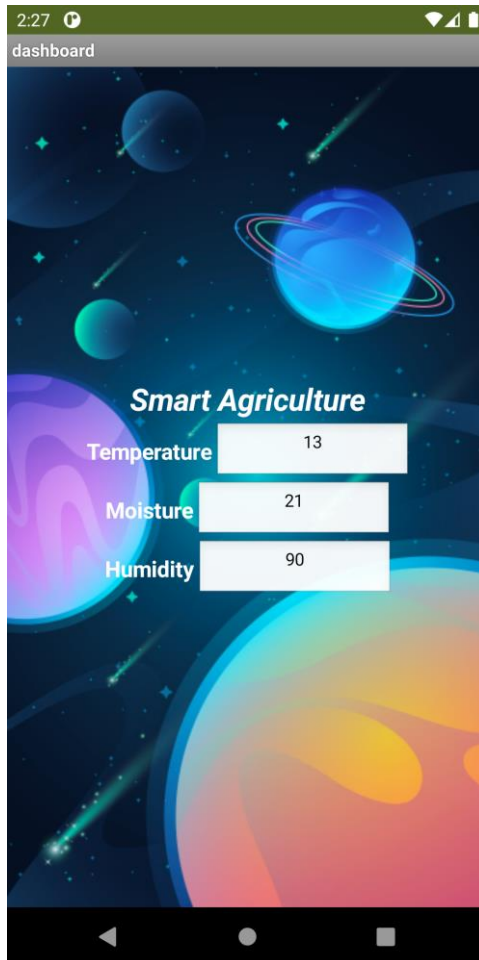 2:27
dashboard
Smart Agriculture
Temperature 13
Moisture 21
Humidity 90